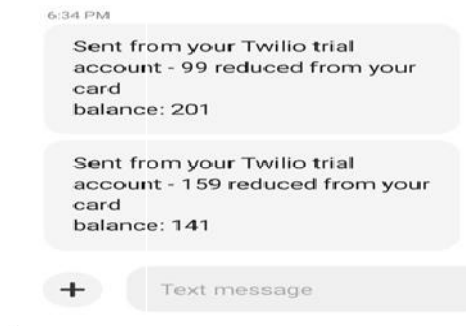 6:34 PM
Sent from your Twilio trial
account - 99 reduced from your
card
balance: 201
Sent from your Twilio trial
account - 159 reduced from your
card
balance: 141
+
Text message